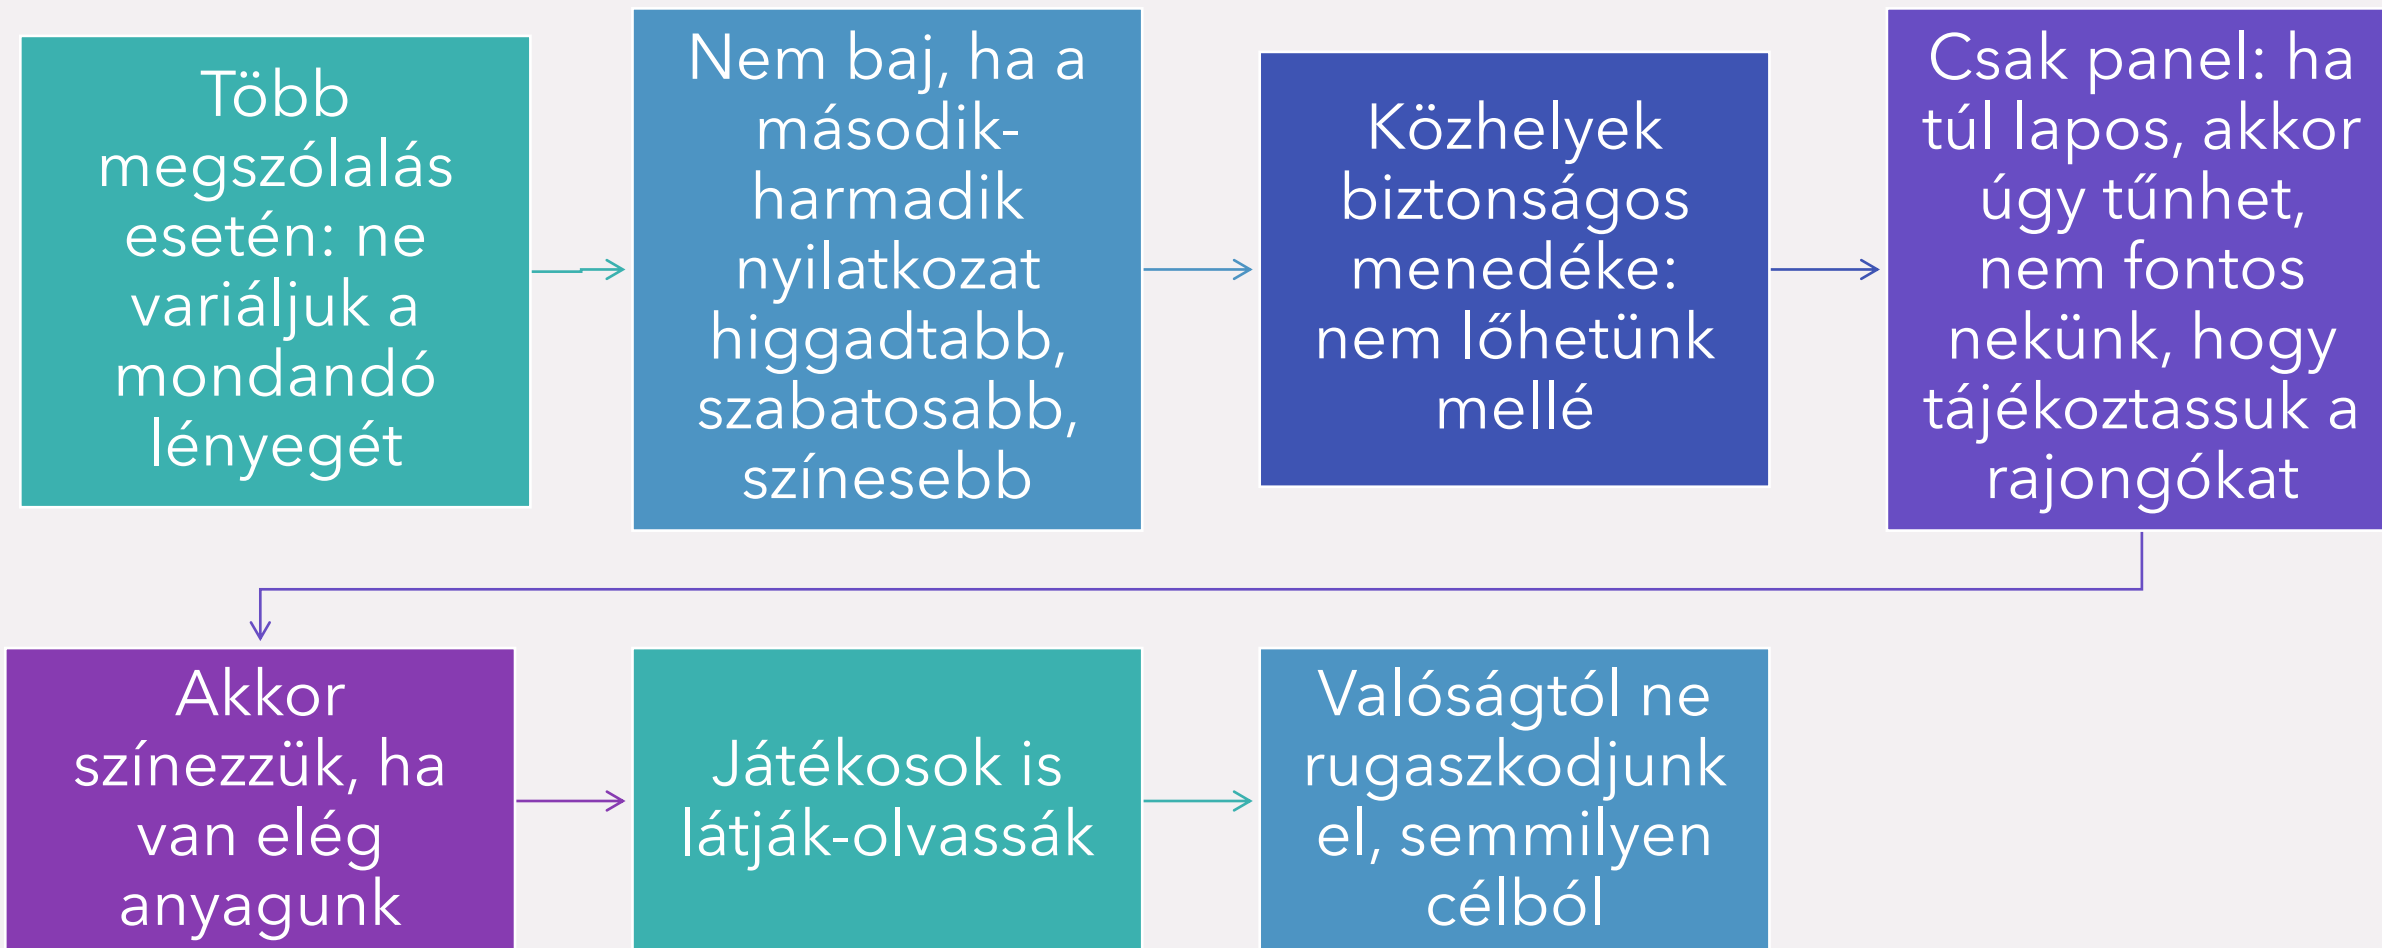 Több
megszólalás
esetén: ne
variáljuk a
mondandó
lényegét
Nem baj, ha a
második-
harmadik
nyilatkozat
higgadtabb,
szabatosabb,
színesebb
Közhelyek
biztonságos
menedéke:
nem lőhetünk
mellé
Csak panel: ha
túl lapos, akkor
úgy tűnhet,
nem fontos
nekünk, hogy
tájékoztassuk a
rajongókat
Akkor
színezzük, ha
van elég
anyagunk
Játékosok is
látják-olvassák
Valóságtól ne
rugaszkodjunk
el, semmilyen
célból